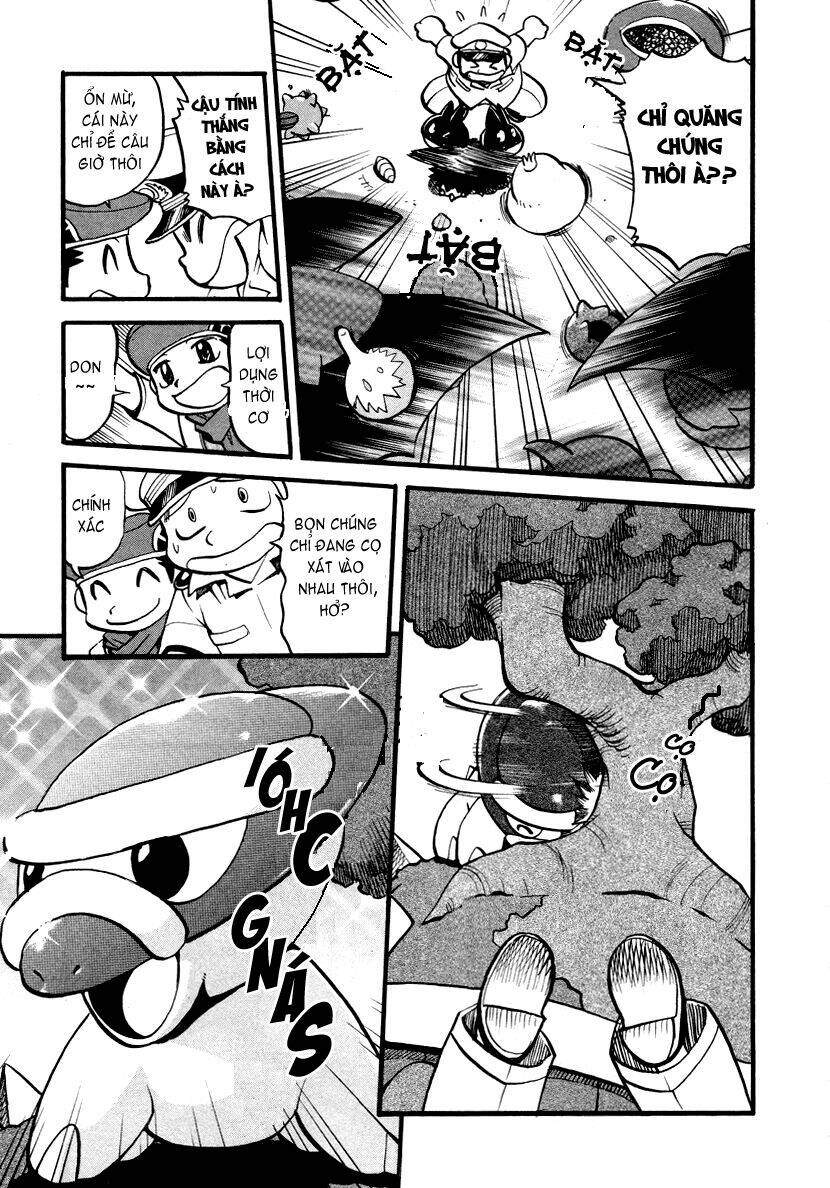 BẶT
BẶT
CHỈ QUĂNG
CHÚNG
THÔI À??
BẶT
BẶT
CẬU TÍNH
THẮNG
BẰNG
CÁCH
NÀY À?
ỔN MỪ,
CÁI NÀY
CHỈ ĐỂ CÂU
GIỜ THÔI
LỢI
DỤNG
THỜI
CƠ
DON
~~
BỌN CHÚNG
CHỈ ĐANG CỌ
XÁT VÀO
NHAU THÔI,
HỞ?
CHÍNH
XÁC
CỌ
CỌ
CHÓI
SÁNG